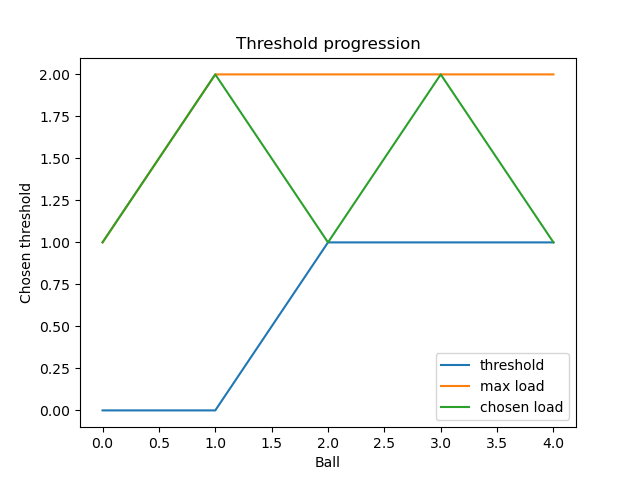 Threshold progression
Chosen threshold
2.00
1.75
1.50
1.25
1.00
0.75
0.50
0.25
0.00
threshold
max load
chosen load
0.0 0.5 1.0 1.5 2.0 2.5 3.0 3.5 4.0
Ball